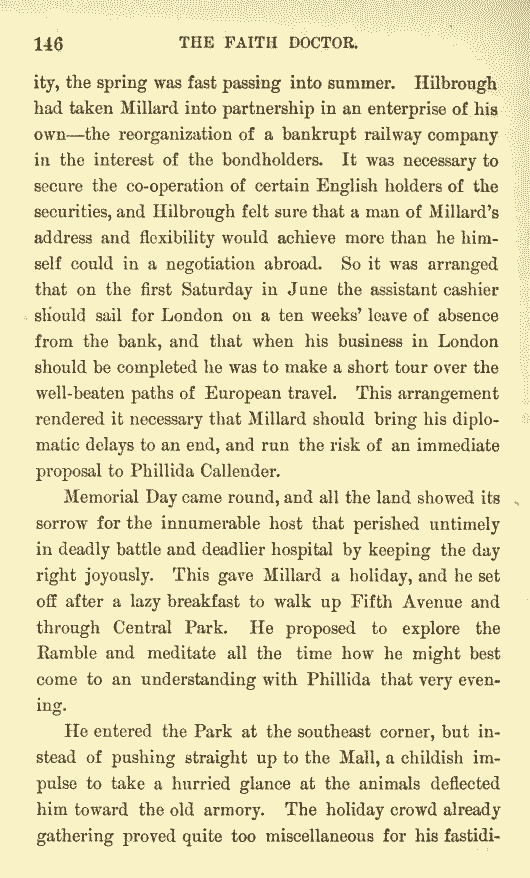 146 THE FAITH DOCTOR.
ity, the spring was fast passing into summer. Hilbrough
had taken Millard into partnership in an enterprise of his
own—the reorganization of a bankrupt railway company
in the interest of the bondholders. It was necessary to
secure the co-operation of certain English holders of the
securities, and Hilbrough felt sure that a man of Millard's
address and flexibility would achieve more than he him-
self could in a negotiation abroad. So it was arranged
that on the first Saturday in June the assistant cashier
should sail for London on a ten weeks' leave of absence
from the bank, and that when his business in London
should be completed he was to make a short tour over the
well-beaten paths of European travel. This arrangement
rendered it necessary that Millard should bring his diplo-
matic delays to an end, and run the risk of an immediate
proposal to Phillida Callender.
Memorial Day came round, and all the land showed its
sorrow for the innumerable host that perished untimely
in deadly battle and deadlier hospital by keeping the day
right joyously. This gave Millard a holiday, and he set
off after a lazy breakfast to walk up Fifth Avenue and
through Central Park. He proposed to explore the
Ramble and meditate all the time how he might best
come to an understanding with Phillida that very even-
ing.
He entered the Park at the southeast corner, but in-
stead of pushing straight up to the Mall, a childish im-
pulse to take a hurried glance at the animals deflected
him toward the old armory. The holiday crowd already
gathering proved quite too miscellaneous for his fastidi-